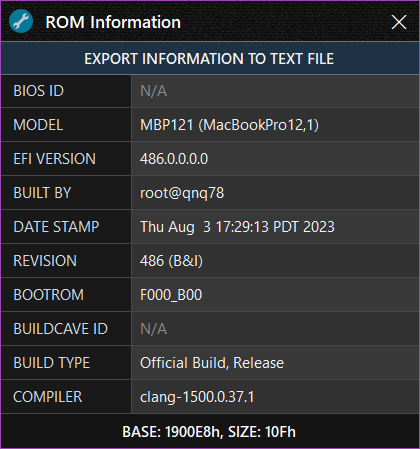 ROM Information
EXPORT INFORMATION TO TEXT FILE
BIOS ID N/A
MODEL MBP121 (MacBookPro12,1)
EFI VERSION 486.0.0.0.0
BUILT BY root@qnq78
DATE STAMP Thu Aug  3 17:29:13 PDT 2023
REVISION 486 (B&I)
BOOTROM F000_B00
BUILDCAVE ID N/A
BUILD TYPE Official Build, Release
COMPILER clang-1500.0.37.1
BASE: 1900E8h, SIZE: 10Fh